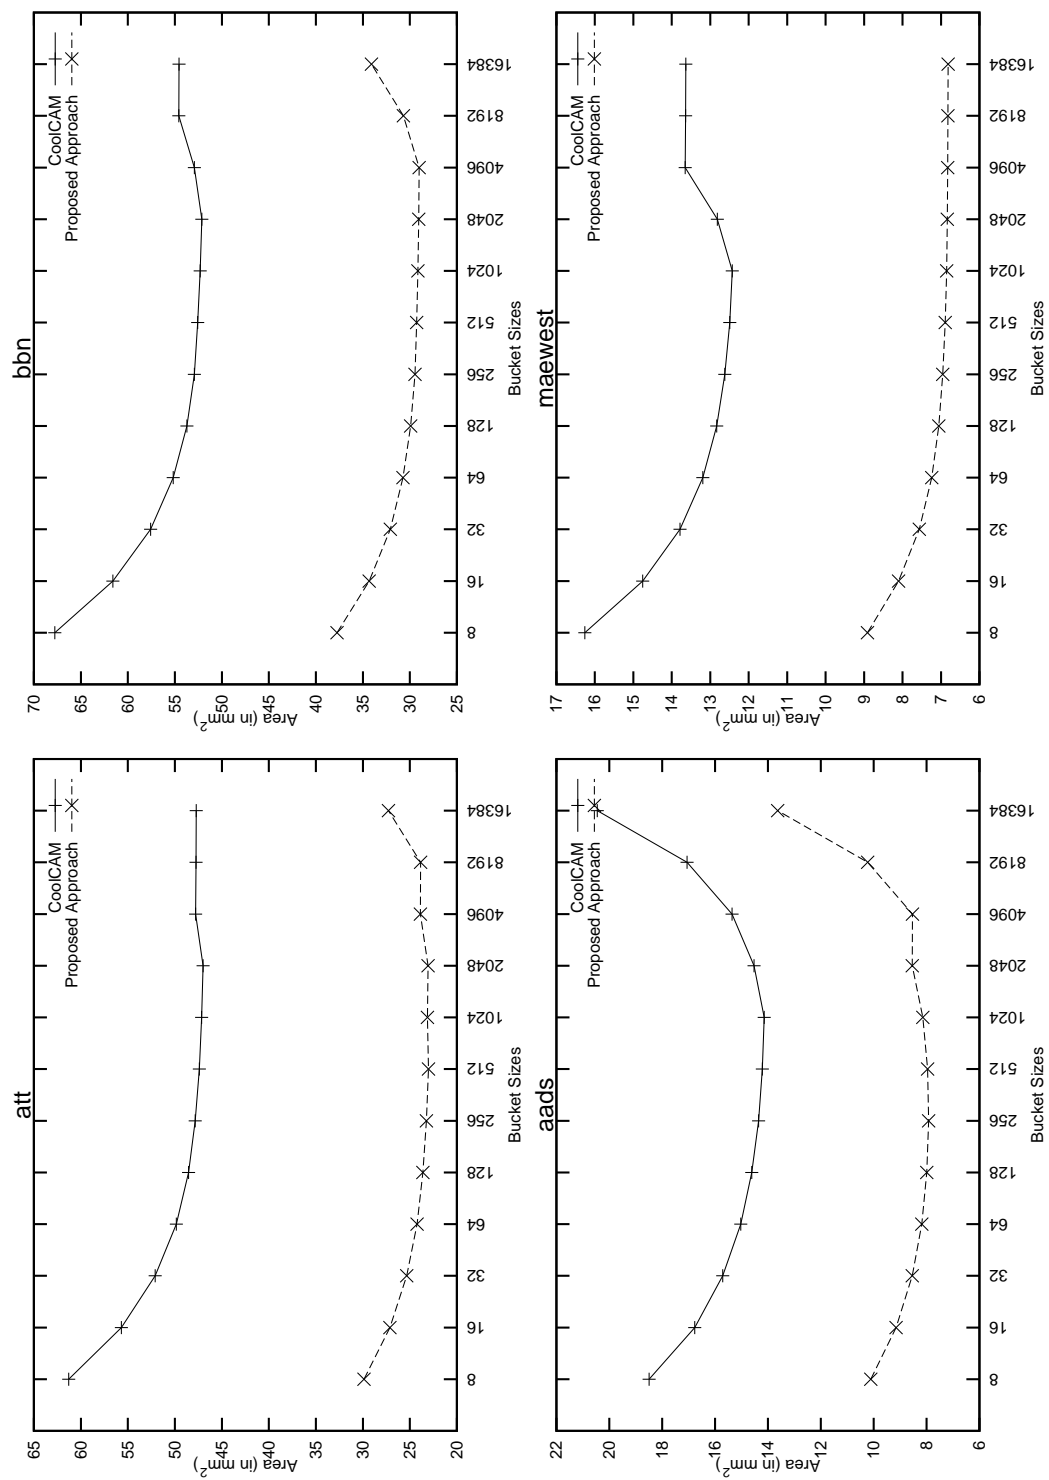 att
65
60
55
50
45
40
35
30
25
20
Area (in mm²)
CoolCAM
Proposed Approach
8 16 32 64 128 256 512 1024 2048 4096 8192 16384
Bucket Sizes
bbn
70
65
60
55
50
45
40
35
30
25
Area (in mm²)
CoolCAM
Proposed Approach
8 16 32 64 128 256 512 1024 2048 4096 8192 16384
Bucket Sizes
aads
22
20
18
16
14
12
10
8
6
Area (in mm²)
CoolCAM
Proposed Approach
8 16 32 64 128 256 512 1024 2048 4096 8192 16384
Bucket Sizes
maewest
17
16
15
14
13
12
11
10
9
8
7
6
Area (in mm²)
CoolCAM
Proposed Approach
8 16 32 64 128 256 512 1024 2048 4096 8192 16384
Bucket Sizes